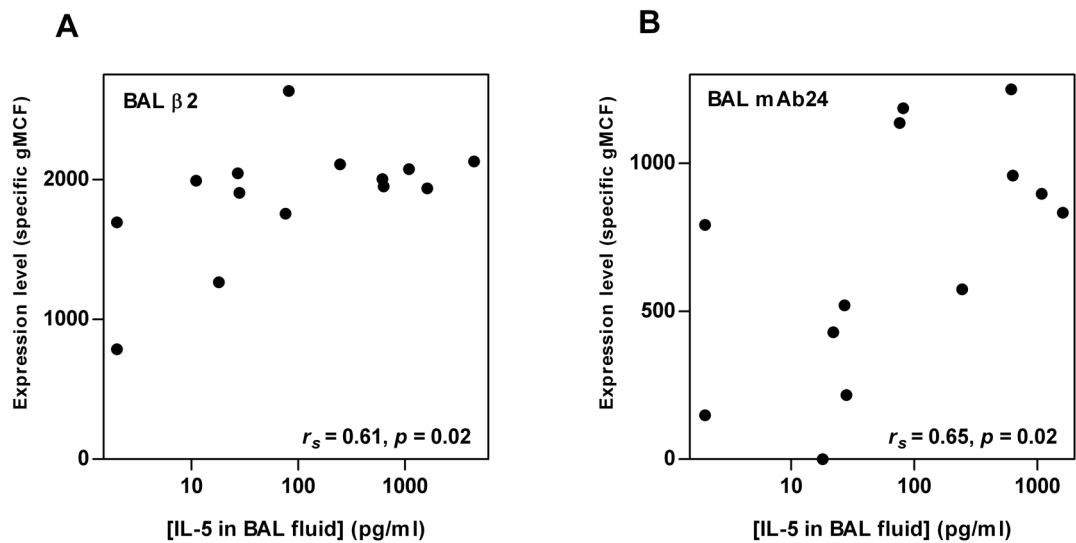 A
Expression level (specific gMCF)
BAL β2
2000
1000
0
rs = 0.61, p = 0.02
10 100 1000
[IL-5 in BAL fluid] (pg/ml)
B
Expression level (specific gMCF)
BAL mAb24
1000
500
0
rs = 0.65, p = 0.02
10 100 1000
[IL-5 in BAL fluid] (pg/ml)